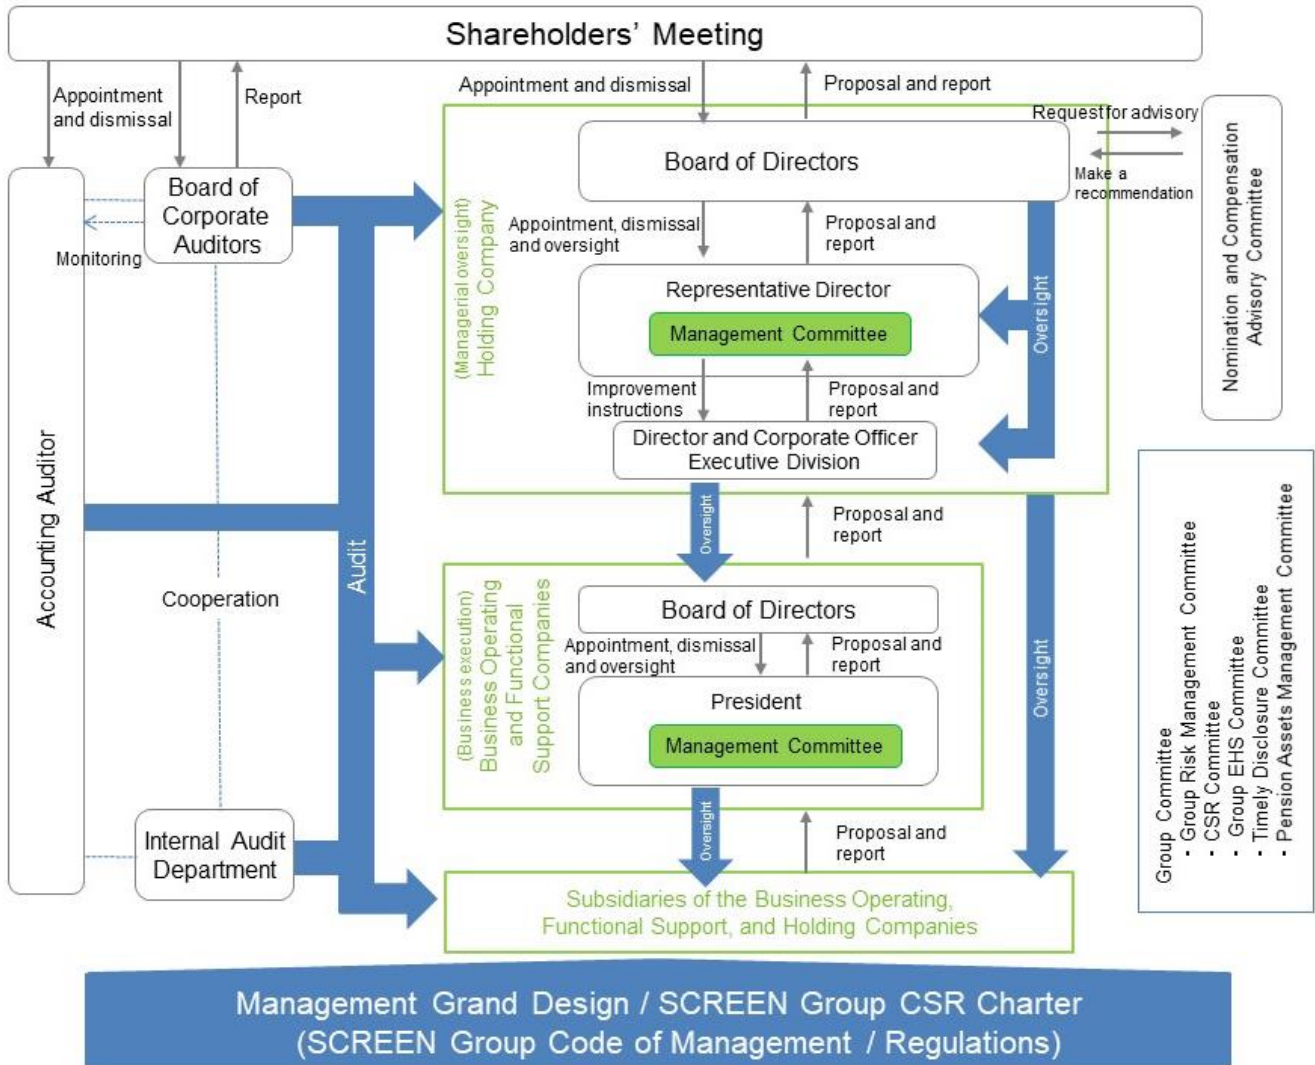 Shareholders' Meeting
Appointment
and dismissal
Report
Appointment and dismissal
Proposal and report
Request for advisory
Make a
recommendation
Nomination and Compensation
Advisory Committee
Board of Directors
Board of
Corporate
Auditors
Monitoring
Accounting Auditor
(Managerial oversight)
Holding Company
Appointment, dismissal
and oversight
Proposal and
report
Representative Director
Management Committee
Oversight
Improvement
instructions
Proposal and
report
Director and Corporate Officer
Executive Division
Audit
Cooperation
Oversight
Proposal and
report
Oversight
(Business execution)
Business Operating
and Functional
Support Companies
Board of Directors
Appointment, dismissal
and oversight
Proposal and
report
President
Management Committee
Group Committee
- Group Risk Management Committee
- CSR Committee
- Group EHS Committee
- Timely Disclosure Committee
- Pension Assets Management Committee
Internal Audit
Department
Oversight
Proposal and
report
Subsidiaries of the Business Operating,
Functional Support, and Holding Companies
Management Grand Design / SCREEN Group CSR Charter
(SCREEN Group Code of Management / Regulations)